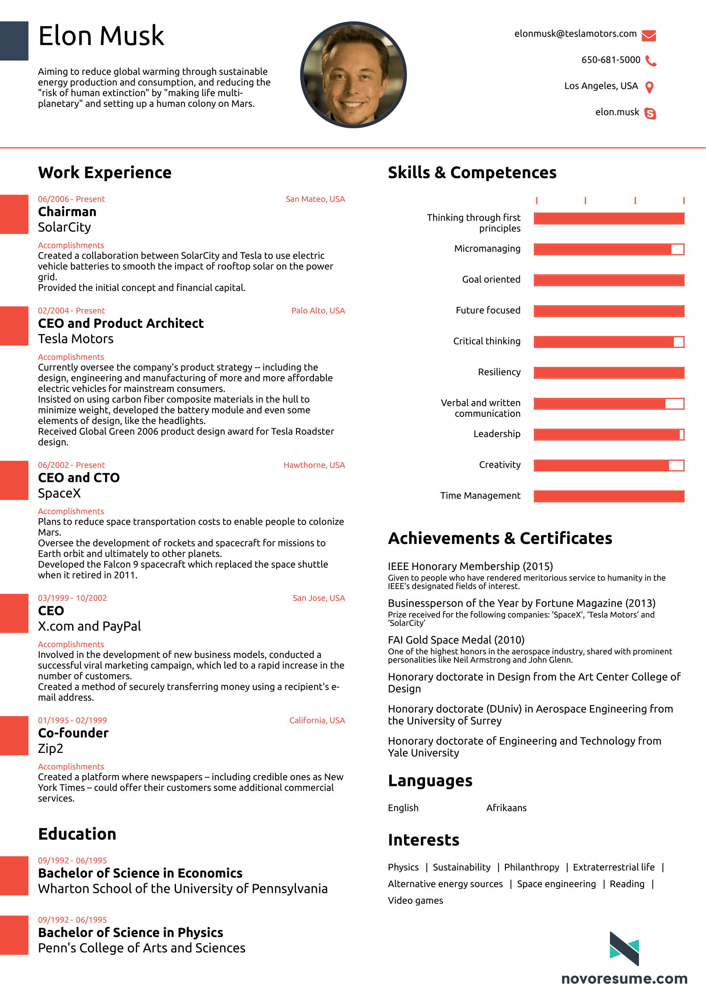 Elon Musk
Aiming to reduce global warming through sustainable
energy production and consumption, and reducing the
"risk of human extinction" by "making life multi-
planetary" and setting up a human colony on Mars.
elonmusk@teslamotors.com
650-681-5000
Los Angeles, USA
elon.musk
Work Experience
06/2006 - Present
San Mateo, USA
Chairman
SolarCity
Accomplishments
Created a collaboration between SolarCity and Tesla to use electric
vehicle batteries to smooth the impact of rooftop solar on the power
grid.
Provided the initial concept and financial capital.
02/2004 - Present
Palo Alto, USA
CEO and Product Architect
Tesla Motors
Accomplishments
Currently oversee the company's product strategy -- including the
design, engineering and manufacturing of more and more affordable
electric vehicles for mainstream consumers.
Insisted on using carbon fiber composite materials in the hull to
minimize weight, developed the battery module and even some
elements of design, like the headlights.
Received Global Green 2006 product design award for Tesla Roadster
design.
06/2002 - Present
Hawthorne, USA
CEO and CTO
SpaceX
Accomplishments
Plans to reduce space transportation costs to enable people to colonize
Mars.
Oversee the development of rockets and spacecraft for missions to
Earth orbit and ultimately to other planets.
Developed the Falcon 9 spacecraft which replaced the space shuttle
when it retired in 2011.
03/1999 - 10/2002
San Jose, USA
CEO
X.com and PayPal
Accomplishments
Involved in the development of new business models, conducted a
successful viral marketing campaign, which led to a rapid increase in the
number of customers.
Created a method of securely transferring money using a recipient's e-
mail address.
01/1995 - 02/1999
California, USA
Co-founder
Zip2
Accomplishments
Created a platform where newspapers – including credible ones as New
York Times – could offer their customers some additional commercial
services.
Education
09/1992 - 06/1995
Bachelor of Science in Economics
Wharton School of the University of Pennsylvania
09/1992 - 06/1995
Bachelor of Science in Physics
Penn's College of Arts and Sciences
Skills & Competences
Thinking through first
principles
Micromanaging
Goal oriented
Future focused
Critical thinking
Resiliency
Verbal and written
communication
Leadership
Creativity
Time Management
Achievements & Certificates
IEEE Honorary Membership (2015)
Given to people who have rendered meritorious service to humanity in the
IEEE's designated fields of interest.
Businessperson of the Year by Fortune Magazine (2013)
Prize received for the following companies: ‘SpaceX’, ‘Tesla Motors’ and
‘SolarCity’
FAI Gold Space Medal (2010)
One of the highest honors in the aerospace industry, shared with prominent
personalities like Neil Armstrong and John Glenn.
Honorary doctorate in Design from the Art Center College of
Design
Honorary doctorate (DUniv) in Aerospace Engineering from
the University of Surrey
Honorary doctorate of Engineering and Technology from
Yale University
Languages
English
Afrikaans
Interests
Physics | Sustainability | Philanthropy | Extraterrestrial life |
Alternative energy sources | Space engineering | Reading |
Video games
novoresume.com